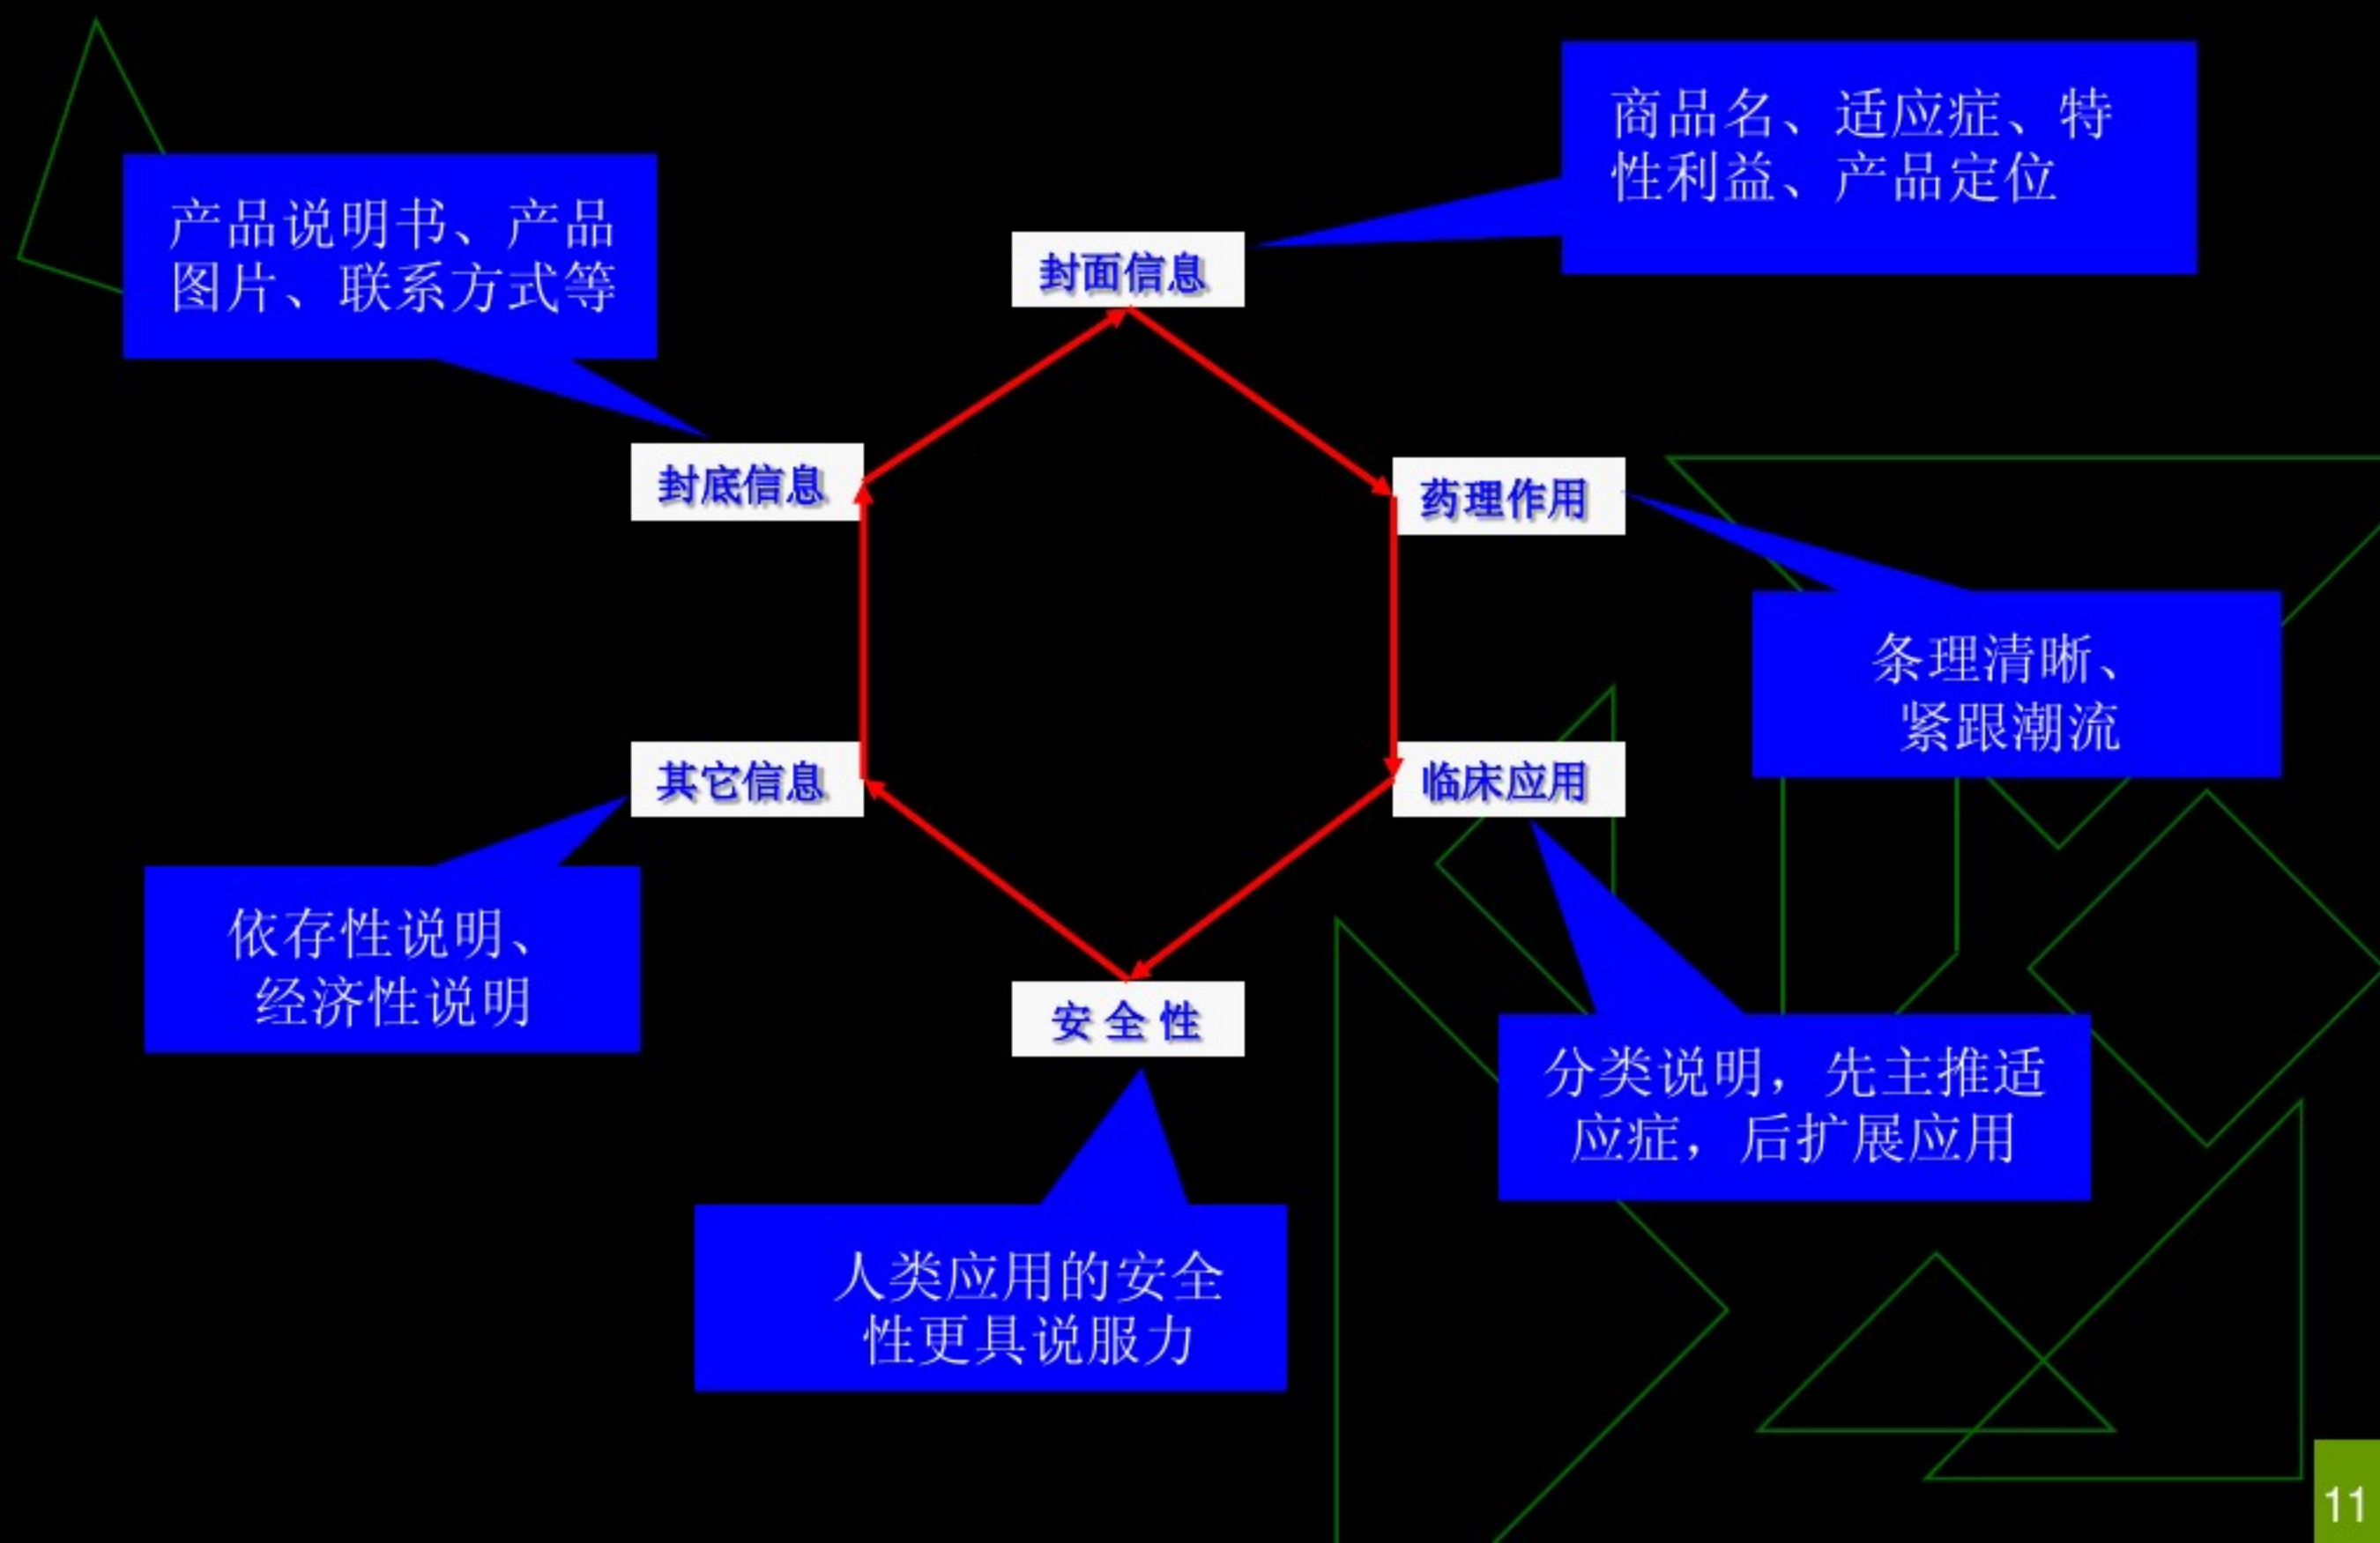 商品名、适应症、特
性利益、产品定位
产品说明书、产品
图片、联系方式等
封面信息
封底信息
药理作用
条理清晰、
紧跟潮流
其它信息
临床应用
依存性说明、
经济性说明
安全性
分类说明，先主推适
应症，后扩展应用
人类应用的安全
性更具说服力
11